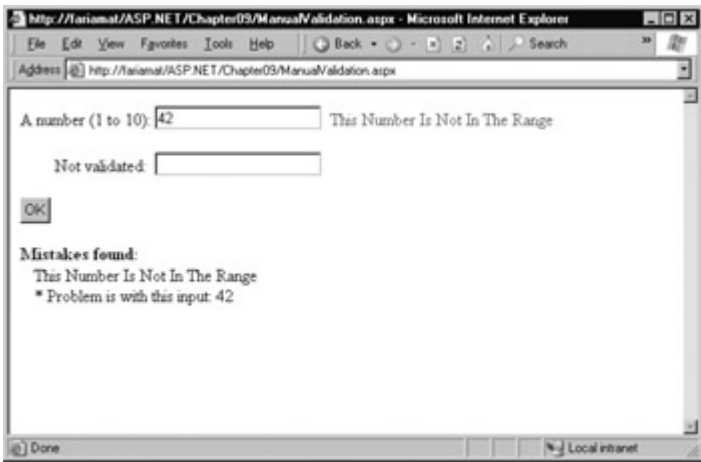 http://fariamat/ASP.NET/Chapter09/ManualValidation.aspx - Microsoft Internet Explorer
File Edit View Favorites Tools Help Back Search
Address http://fariamat/ASP.NET/Chapter09/ManualValidation.aspx
A number (1 to 10): 42 This Number Is Not In The Range
Not validated:
OK
Mistakes found:
This Number Is Not In The Range
* Problem is with this input: 42
Done Local intranet